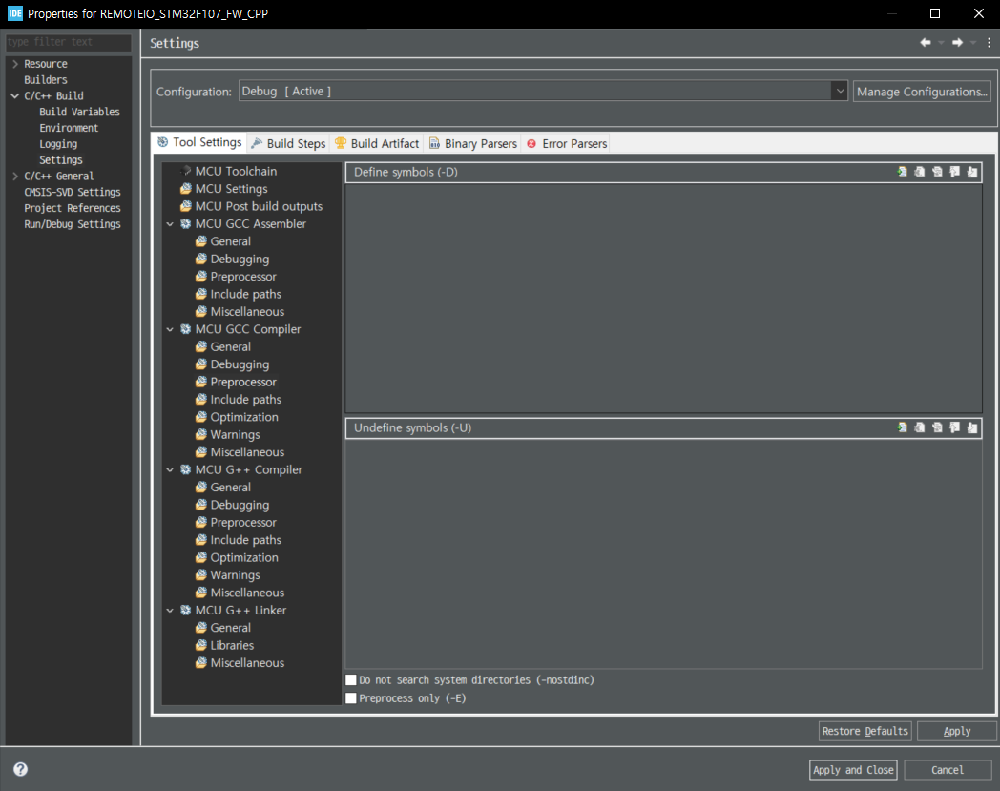 IDE Properties for REMOTEIO_STM32F107_FW_CPP
type filter text
Resource
Builders
C/C++ Build
Build Variables
Environment
Logging
Settings
C/C++ General
CMSIS-SVD Settings
Project References
Run/Debug Settings
Settings
Configuration: Debug [ Active ] Manage Configurations...
Tool Settings Build Steps Build Artifact Binary Parsers Error Parsers
MCU Toolchain
MCU Settings
MCU Post build outputs
MCU GCC Assembler
General
Debugging
Preprocessor
Include paths
Miscellaneous
MCU GCC Compiler
General
Debugging
Preprocessor
Include paths
Optimization
Warnings
Miscellaneous
MCU G++ Compiler
General
Debugging
Preprocessor
Include paths
Optimization
Warnings
Miscellaneous
MCU G++ Linker
General
Libraries
Miscellaneous
Define symbols (-D)
Undefine symbols (-U)
Do not search system directories (-nostdinc)
Preprocess only (-E)
Restore Defaults Apply
Apply and Close Cancel